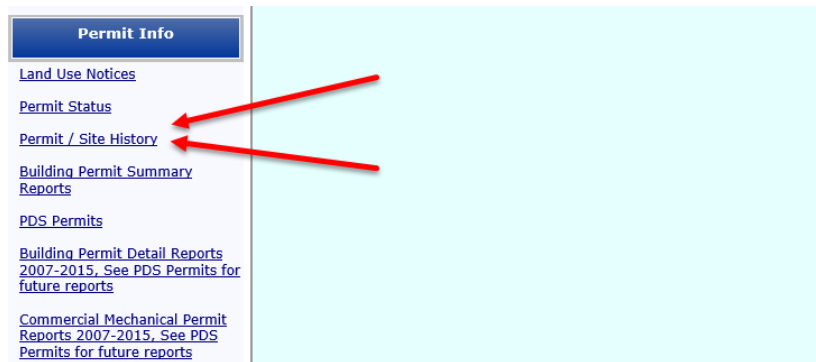 Permit Info
Land Use Notices
Permit Status
Permit / Site History
Building Permit Summary
Reports
PDS Permits
Building Permit Detail Reports
2007-2015, See PDS Permits for
future reports
Commercial Mechanical Permit
Reports 2007-2015, See PDS
Permits for future reports